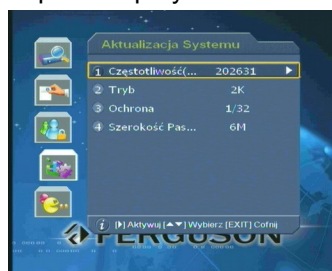 Aktualizacja Systemu
1 Częstotliwość(... 202631
2 Tryb 2K
3 Ochrona 1/32
4 Szerokość Pas... 6M
i [▶] Aktywuj [▲▼] Wybierz [EXIT] Cofnij
FERGUSON